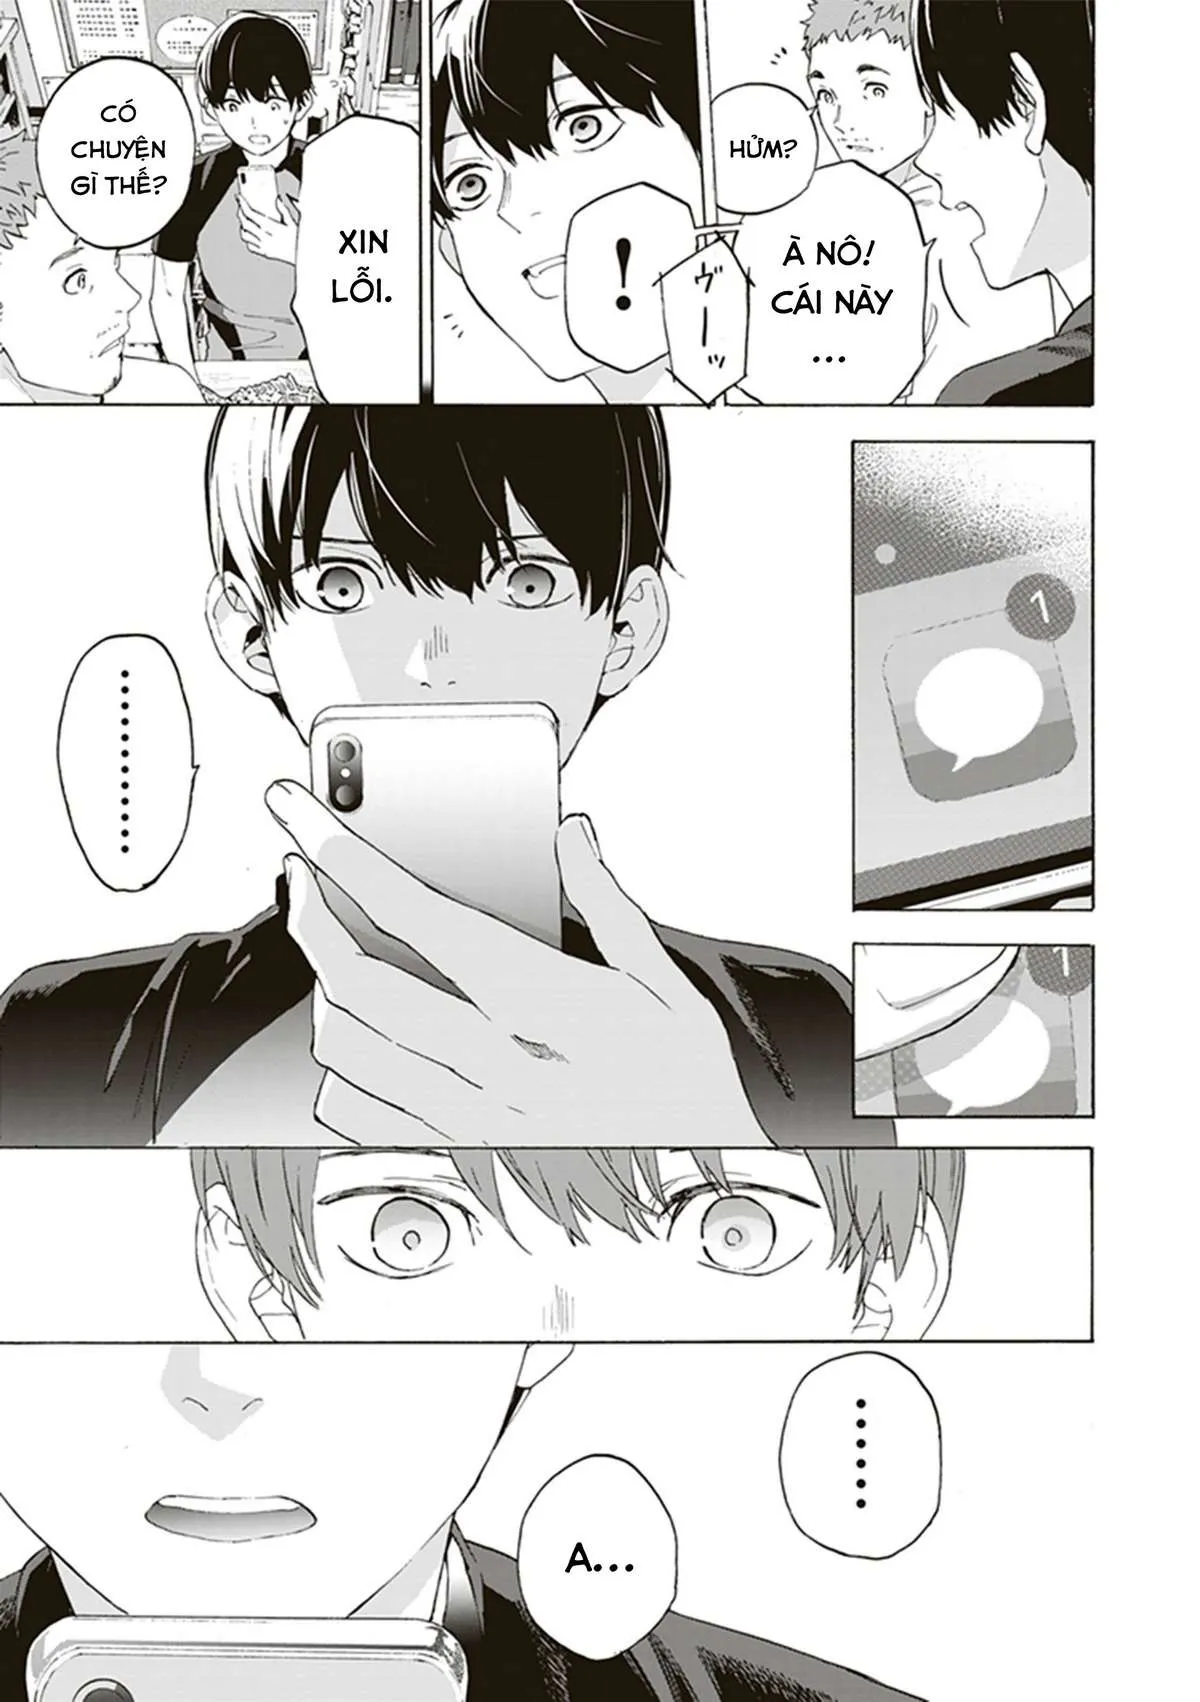 HỬM?
À NÔ!
CÁI NÀY
...
!
ヴーッ
XIN
LỖI.
CÓ
CHUYỆN
GÌ THẾ?
1
............
1
......
A...